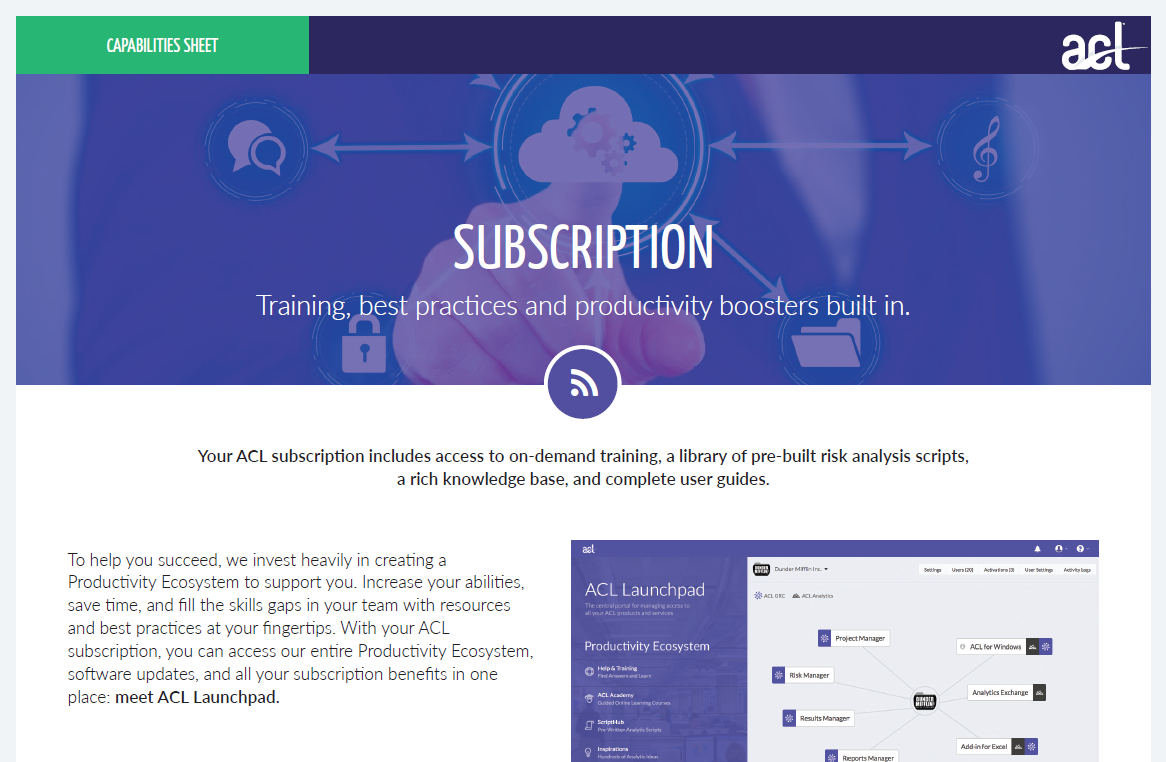 CAPABILITIES SHEET
acl
SUBSCRIPTION
Training, best practices and productivity boosters built in.
Your ACL subscription includes access to on-demand training, a library of pre-built risk analysis scripts,
a rich knowledge base, and complete user guides.
To help you succeed, we invest heavily in creating a
Productivity Ecosystem to support you. Increase your abilities,
save time, and fill the skills gaps in your team with resources
and best practices at your fingertips. With your ACL
subscription, you can access our entire Productivity Ecosystem,
software updates, and all your subscription benefits in one
place: meet ACL Launchpad.
acl
ACL Launchpad
The central portal for managing access to
all your ACL products and services
Productivity Ecosystem
Help & Training
Find Answers and Learn
ACL Academy
Guided Online Learning Courses
ScriptHub
Pre-Written Analytic Scripts
Inspirations
Hundreds of Analytic Ideas
DUNDER MIFFLIN
Dunder Mifflin Inc.
Settings
Users (20)
Activations (3)
User Settings
Activity Logs
ACL GRC
ACL Analytics
Project Manager
ACL for Windows
Risk Manager
Analytics Exchange
DUNDER MIFFLIN
Results Manager
Add-in for Excel
Reports Manager